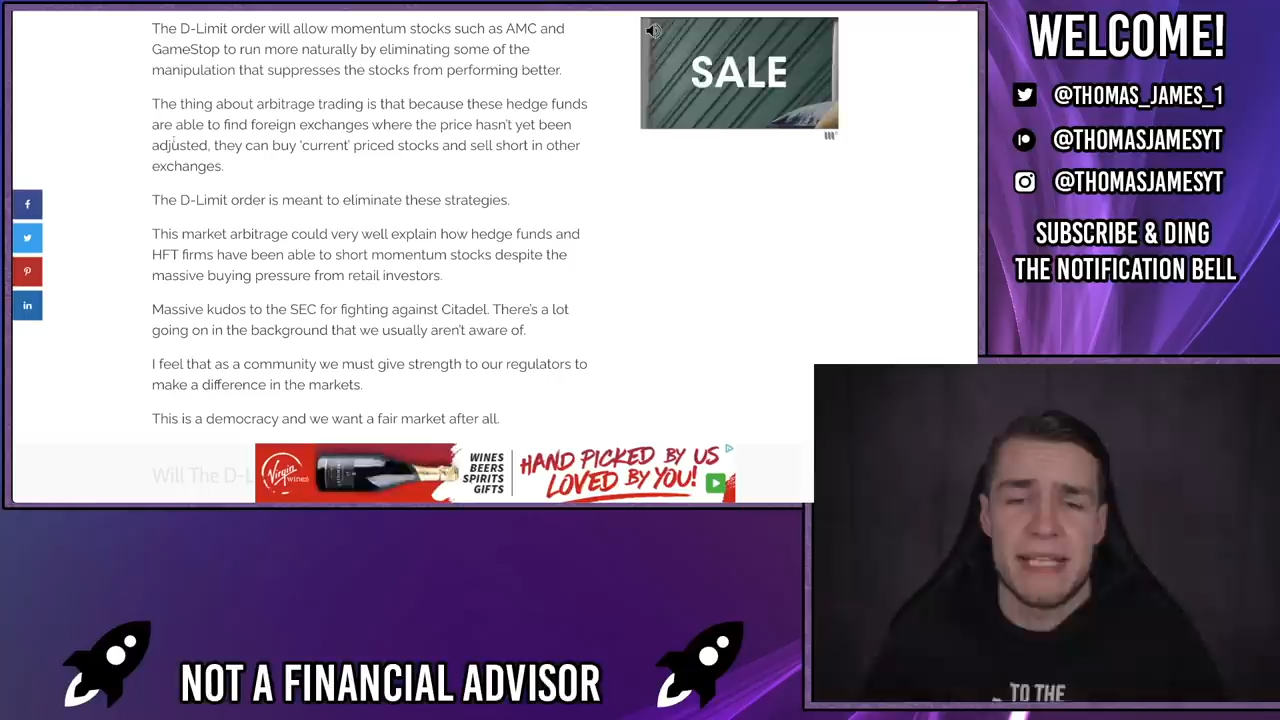 The D-Limit order will allow momentum stocks such as AMC and
GameStop to run more naturally by eliminating some of the
manipulation that suppresses the stocks from performing better.
The thing about arbitrage trading is that because these hedge funds
are able to find foreign exchanges where the price hasn't yet been
adjusted, they can buy 'current' priced stocks and sell short in other
exchanges.
The D-Limit order is meant to eliminate these strategies.
This market arbitrage could very well explain how hedge funds and
HFT firms have been able to short momentum stocks despite the
massive buying pressure from retail investors.
Massive kudos to the SEC for fighting against Citadel. There's a lot
going on in the background that we usually aren't aware of.
I feel that as a community we must give strength to our regulators to
make a difference in the markets.
This is a democracy and we want a fair market after all.
Will The D-L
SALE
Virgin
wines
WINES
BEERS
SPIRITS
GIFTS
HAND PICKED BY US
LOVED BY YOU!
WELCOME!
@THOMAS_JAMES_1
@THOMASJAMESYT
@THOMASJAMESYT
SUBSCRIBE & DING
THE NOTIFICATION BELL
TO THE
NOT A FINANCIAL ADVISOR